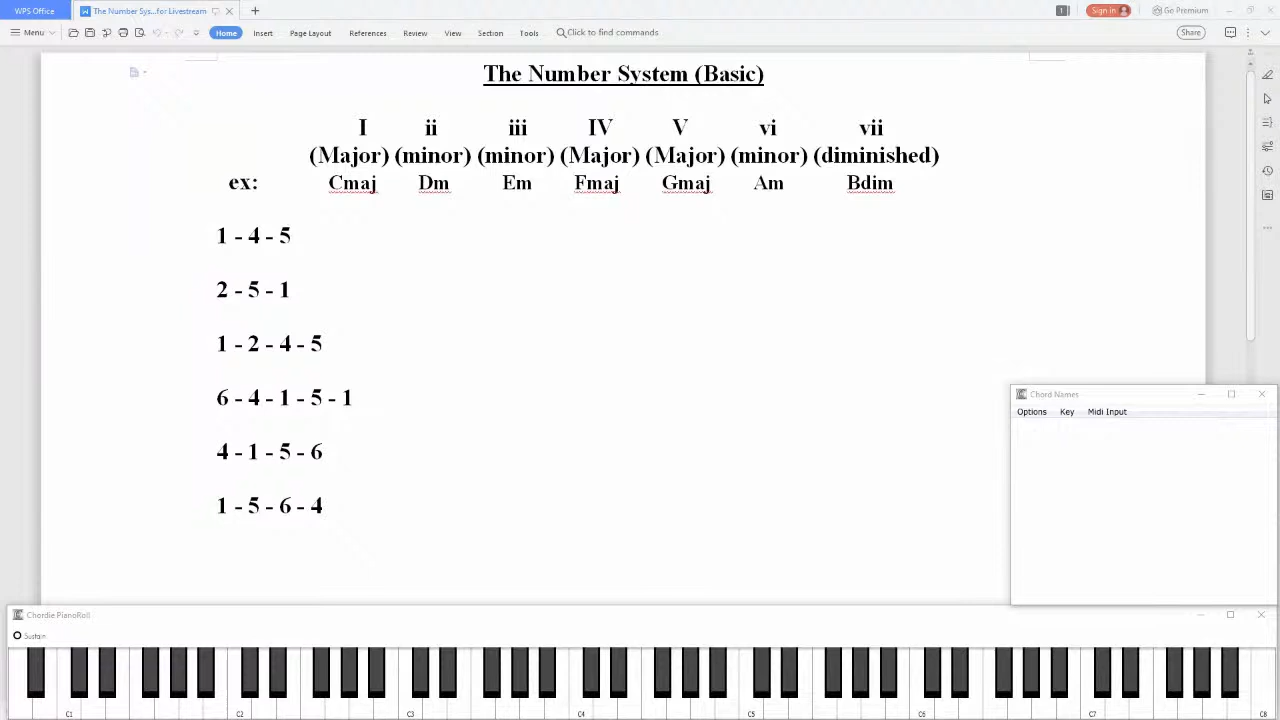 WPS Office
The Number Sys...for Livestream
1
Sign in
Go Premium
Menu
Home
Insert
Page Layout
References
Review
View
Section
Tools
Click to find commands
Share
The Number System (Basic)
I ii iii IV V vi vii
(Major) (minor) (minor) (Major) (Major) (minor) (diminished)
ex: Cmaj Dm Em Fmaj Gmaj Am Bdim
1 - 4 - 5
2 - 5 - 1
1 - 2 - 4 - 5
6 - 4 - 1 - 5 - 1
4 - 1 - 5 - 6
1 - 5 - 6 - 4
Chord Names
Options Key Midi Input
Chordie PianoRoll
Sustain
C1 C2 C3 C4 C5 C6 C7 C8